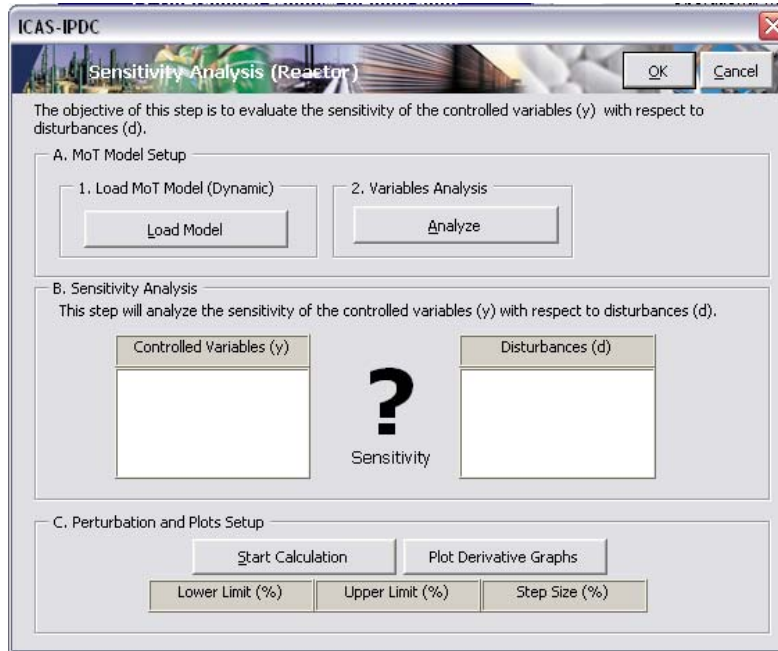 ICAS-IPDC
Sensitivity Analysis (Reactor)
OK
Cancel
The objective of this step is to evaluate the sensitivity of the controlled variables (y) with respect to
disturbances (d).
A. MoT Model Setup
1. Load MoT Model (Dynamic)
Load Model
2. Variables Analysis
Analyze
B. Sensitivity Analysis
This step will analyze the sensitivity of the controlled variables (y) with respect to disturbances (d).
Controlled Variables (y)
?
Sensitivity
Disturbances (d)
C. Perturbation and Plots Setup
Start Calculation
Plot Derivative Graphs
Lower Limit (%)
Upper Limit (%)
Step Size (%)